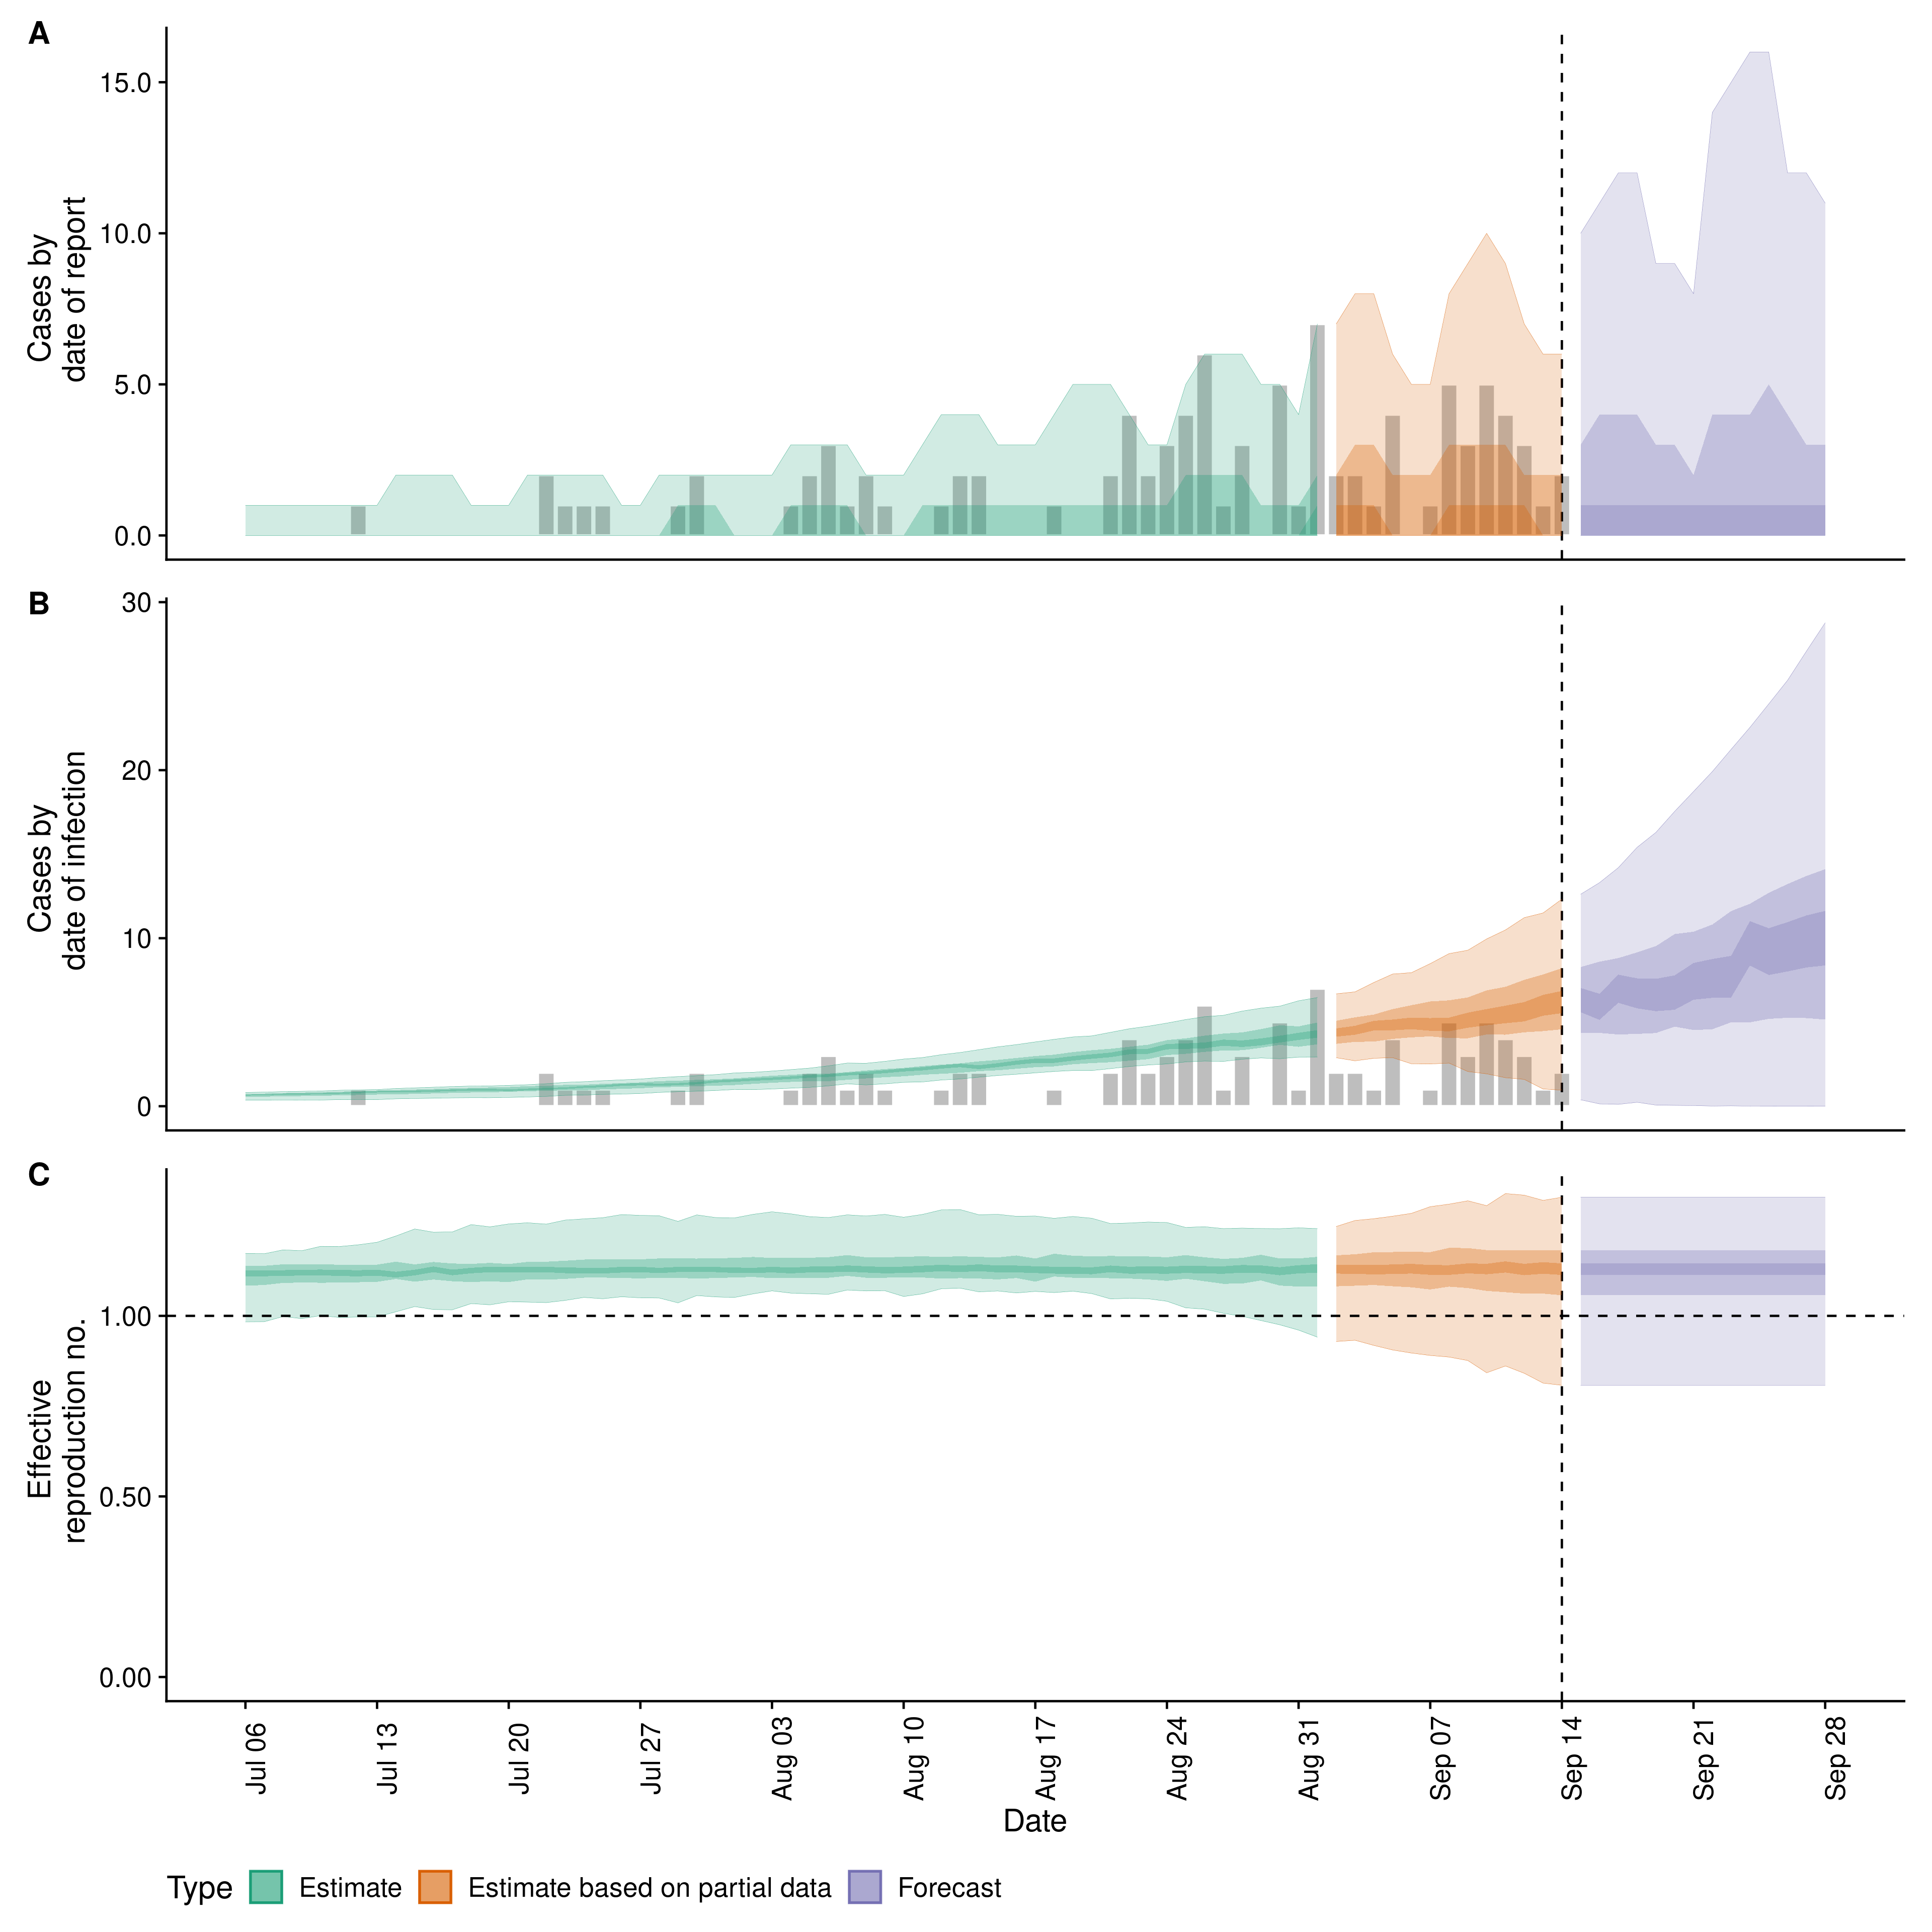 A
15.0
10.0
5.0
0.0
Cases by
date of report
B
30
20
10
0
Cases by
date of infection
C
1.00
0.50
0.00
Effective
reproduction no.
Jul 06
Jul 13
Jul 20
Jul 27
Aug 03
Aug 10
Aug 17
Aug 24
Aug 31
Sep 07
Sep 14
Sep 21
Sep 28
Date
Type Estimate Estimate based on partial data Forecast